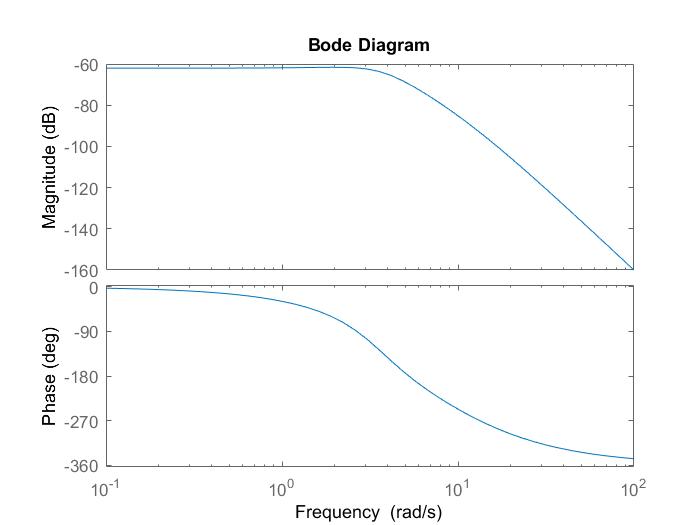 Bode Diagram
Magnitude (dB)
-60
-80
-100
-120
-140
-160
Phase (deg)
0
-90
-180
-270
-360
10^-1 10^0 10^1 10^2
Frequency (rad/s)